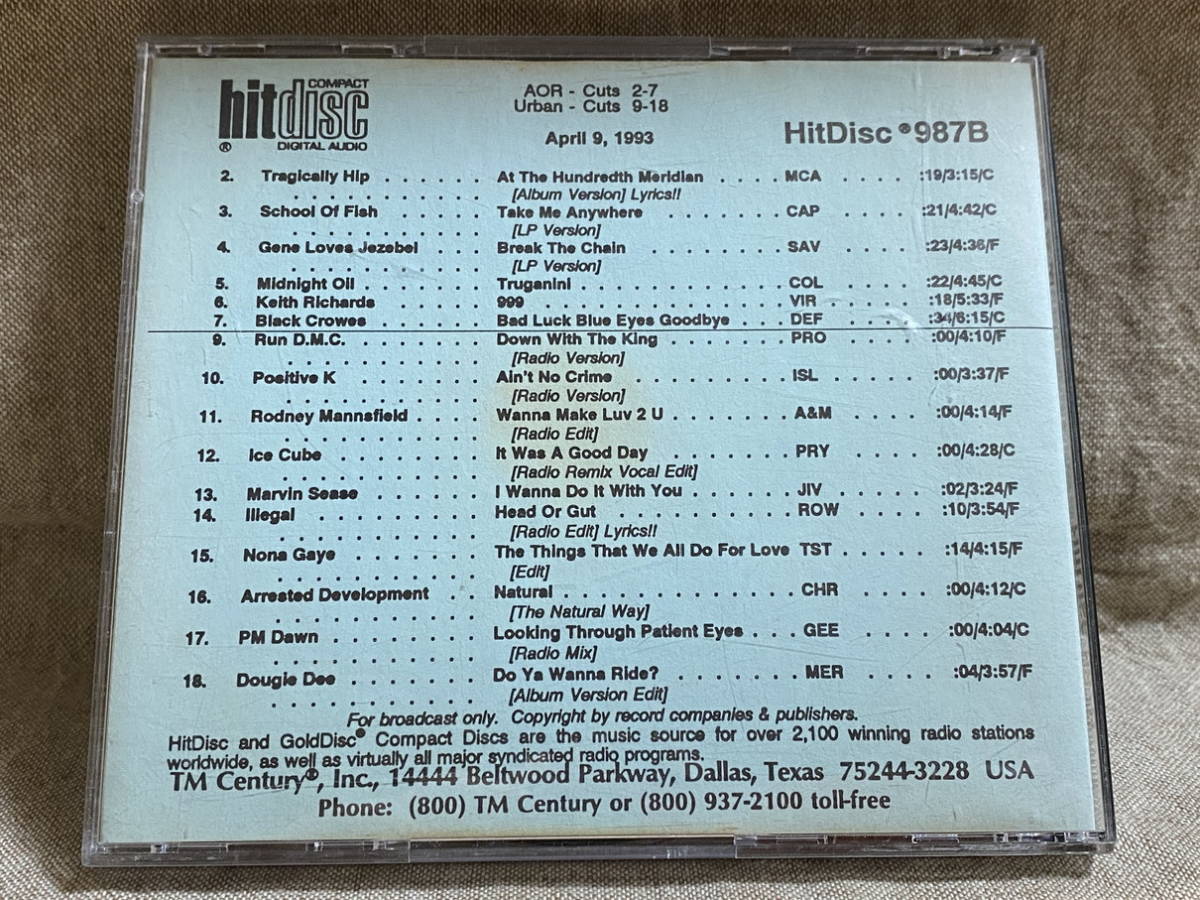 COMPACT
hitdisc
® DIGITAL AUDIO
AOR - Cuts 2-7
Urban - Cuts 9-18
April 9, 1993
HitDisc ® 987B
2. Tragically Hip . . . . . . At The Hundredth Meridian . . . . MCA . . . . :19/3:15/C
. . . . . . . . . . [Album Version] Lyrics!!
3. School Of Fish . . . . . Take Me Anywhere . . . . . . . CAP . . . . :21/4:42/C
. . . . . . . . . . [LP Version]
4. Gene Loves Jezebel . . . Break The Chain . . . . . . . . SAV . . . . :23/4:36/F
. . . . . . . . . . [LP Version]
5. Midnight Oil . . . . . . Truganini . . . . . . . . . . . COL . . . . :22/4:45/C
6. Keith Richards . . . . . 999 . . . . . . . . . . . . . VIR . . . . . :18/5:33/F
7. Black Crowes . . . . . . Bad Luck Blue Eyes Goodbye . . . DEF . . . . :34/6:15/C
9. Run D.M.C. . . . . . . . Down With The King . . . . . . PRO . . . . :00/4:10/F
. . . . . . . . . . [Radio Version]
10. Positive K . . . . . . . Ain't No Crime . . . . . . . . ISL . . . . . :00/3:37/F
. . . . . . . . . . [Radio Version]
11. Rodney Mannsfield . . . . Wanna Make Luv 2 U . . . . . . A&M . . . . :00/4:14/F
. . . . . . . . . . [Radio Edit]
12. Ice Cube . . . . . . . . It Was A Good Day . . . . . . . PRY . . . . :00/4:28/C
. . . . . . . . . . [Radio Remix Vocal Edit]
13. Marvin Sease . . . . . . I Wanna Do It With You . . . . . . JIV . . . . . :02/3:24/F
14. Illegal . . . . . . . . . Head Or Gut . . . . . . . . . . ROW . . . . :10/3:54/F
. . . . . . . . . . [Radio Edit] Lyrics!!
15. Nona Gaye . . . . . . . . The Things That We All Do For Love TST . . . . . :14/4:15/F
. . . . . . . . . . [Edit]
16. Arrested Development . . Natural . . . . . . . . . . . . . CHR . . . . :00/4:12/C
. . . . . . . . . . [The Natural Way]
17. PM Dawn . . . . . . . . Looking Through Patient Eyes . . . GEE . . . . :00/4:04/C
. . . . . . . . . . [Radio Mix]
18. Dougie Dee . . . . . . . Do Ya Wanna Ride? . . . . . . . MER . . . . :04/3:57/F
. . . . . . . . . . [Album Version Edit]
For broadcast only. Copyright by record companies & publishers.
HitDisc and GoldDisc® Compact Discs are the music source for over 2,100 winning radio stations
worldwide, as well as virtually all major syndicated radio programs.
TM Century®, Inc., 14444 Beltwood Parkway, Dallas, Texas 75244-3228 USA
Phone: (800) TM Century or (800) 937-2100 toll-free